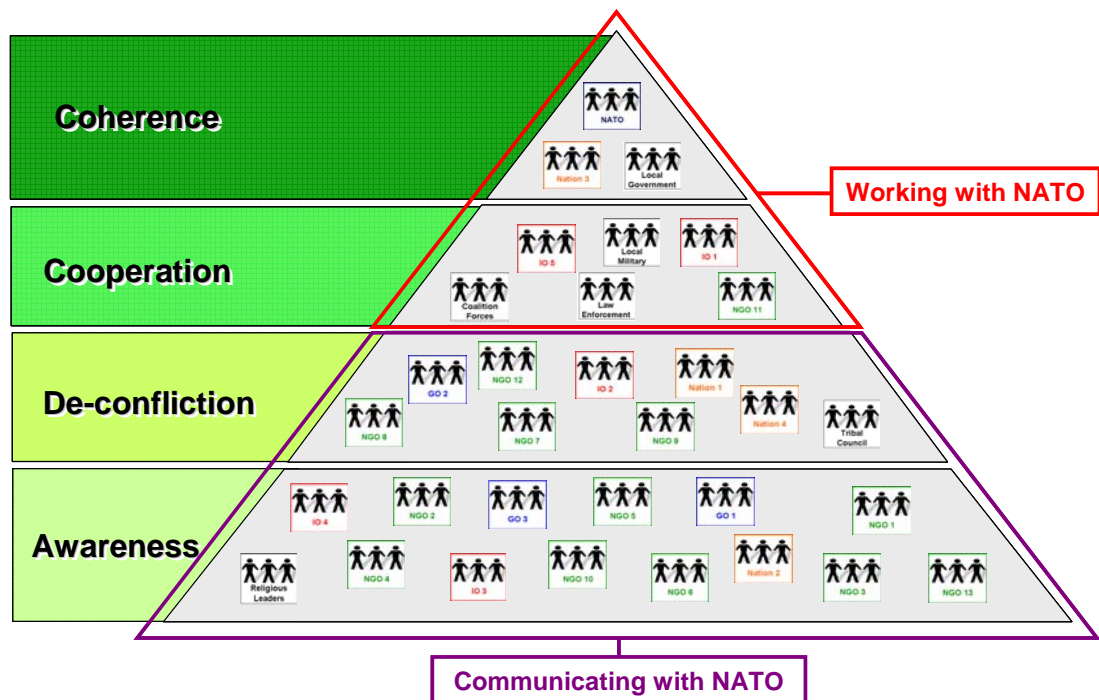 Coherence
NATO
Nation 3
Local
Government
Working with NATO
Cooperation
IO 5
Local
Military
IO 1
Coalition
Forces
Law
Enforcement
NGO 11
De-confliction
GO 2
NGO 12
IO 2
Nation 1
NGO 8
NGO 7
NGO 9
Nation 4
Tribal
Council
Awareness
IO 4
NGO 2
GO 3
NGO 5
GO 1
NGO 1
Religious
Leaders
NGO 4
IO 3
NGO 10
NGO 6
Nation 2
NGO 3
NGO 13
Communicating with NATO